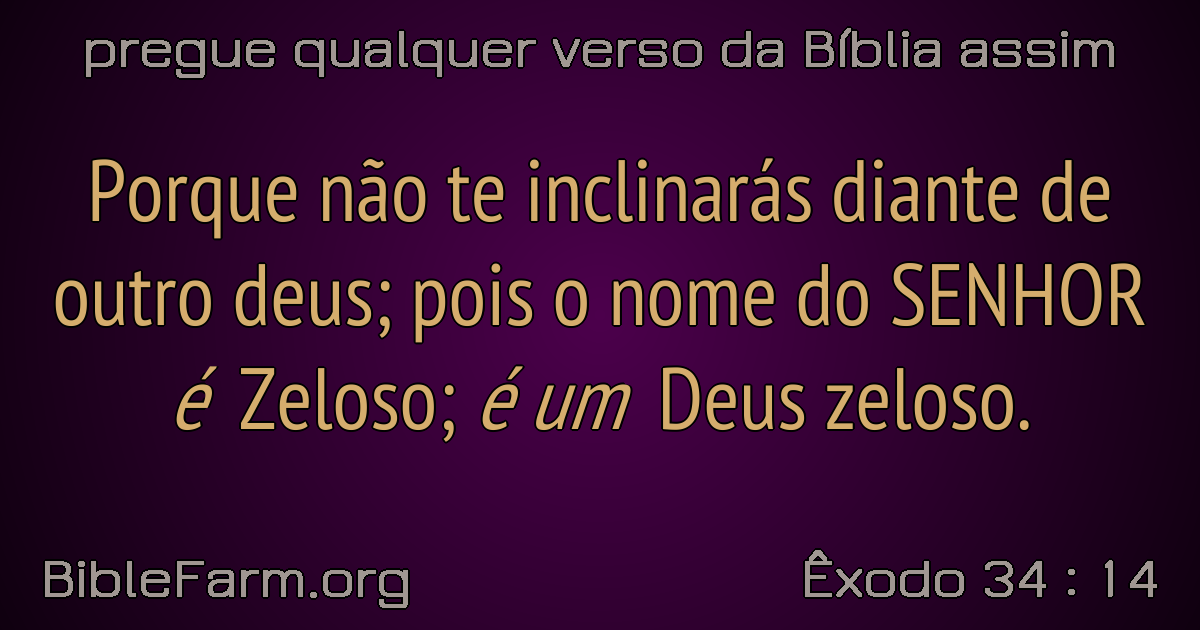 pregue qualquer verso da Bíblia assim
Porque não te inclinarás diante de
outro deus; pois o nome do SENHOR
é Zeloso; é um Deus zeloso.
BibleFarm.org
Êxodo 34 : 14